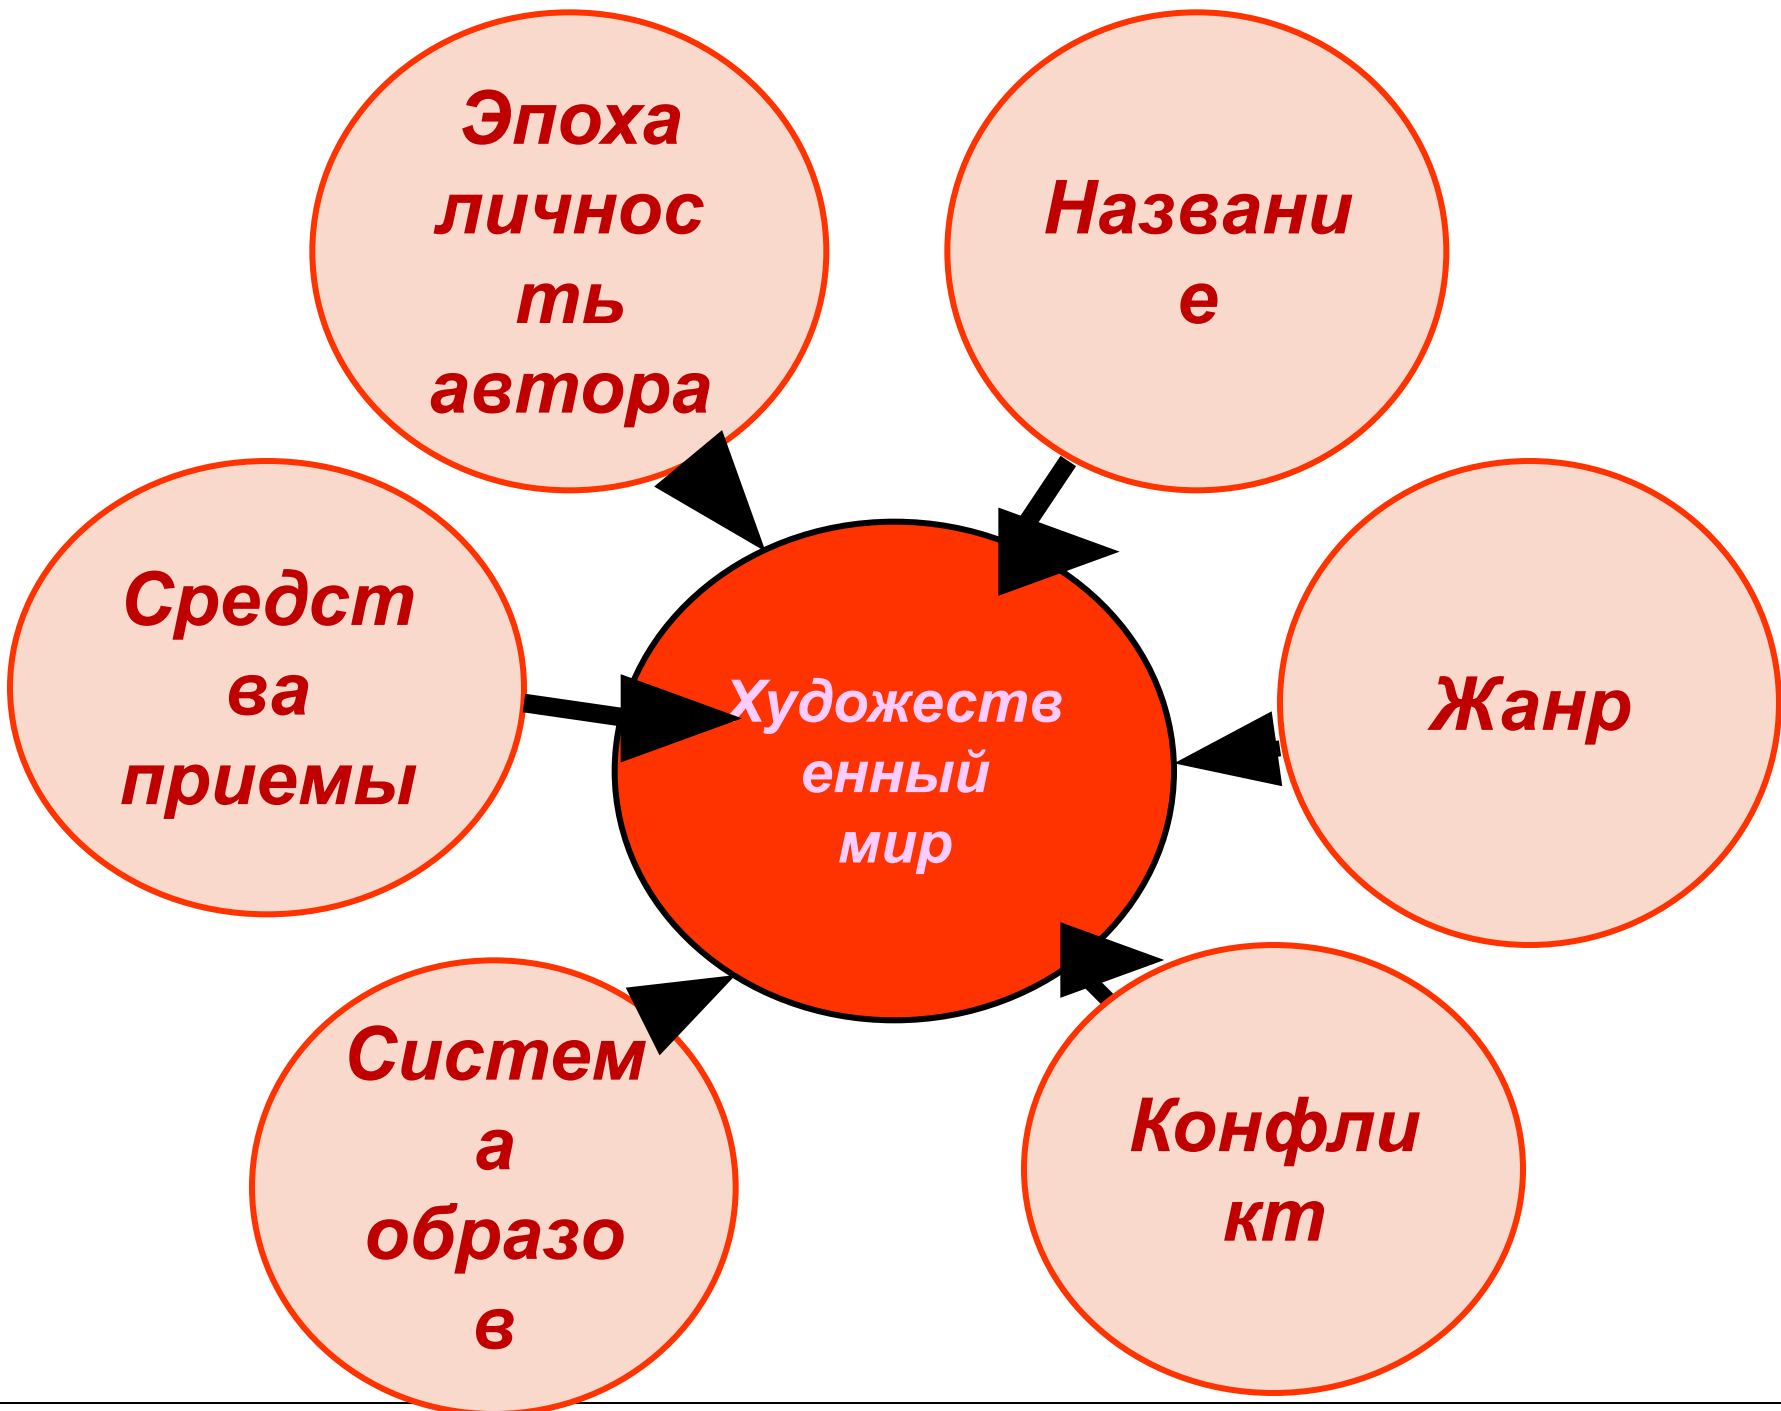 Эпоха
личнос
ть
автора
Названи
е
Средст
ва
приемы
Художеств
енный
мир
Жанр
Систем
а
образо
в
Конфли
кт